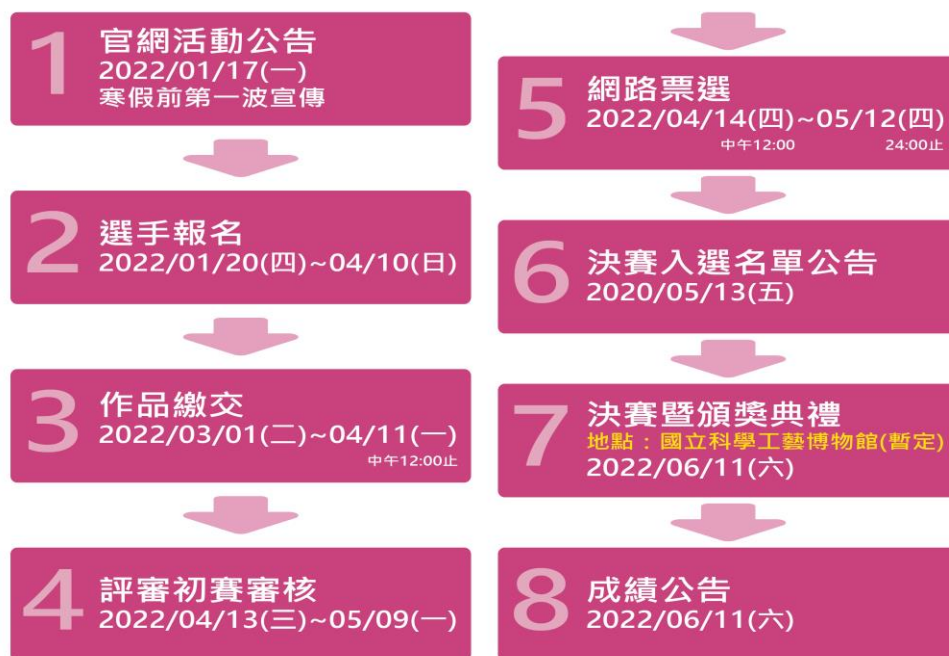 1
官網活動公告
2022/01/17(一)
寒假前第一波宣傳
2
選手報名
2022/01/20(四)~04/10(日)
3
作品繳交
2022/03/01(二)~04/11(一)
中午12:00止
4
評審初賽審核
2022/04/13(三)~05/09(一)
5
網路票選
2022/04/14(四)~05/12(四)
中午12:00 24:00止
6
決賽入選名單公告
2020/05/13(五)
7
決賽暨頒獎典禮
地點：國立科學工藝博物館(暫定)
2022/06/11(六)
8
成績公告
2022/06/11(六)